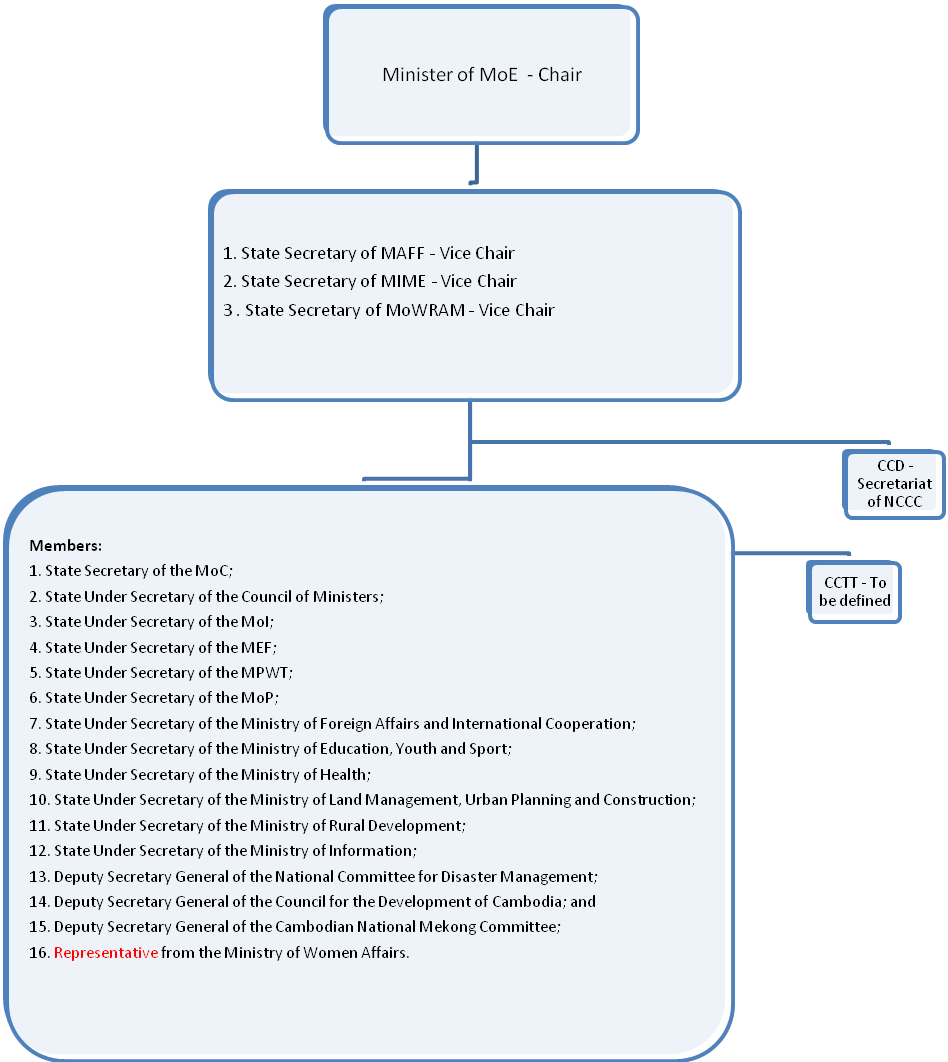 Minister of MoE - Chair
1. State Secretary of MAFF - Vice Chair
2. State Secretary of MIME - Vice Chair
3 . State Secretary of MoWRAM - Vice Chair
CCD -
Secretariat
of NCCC
Members:
1. State Secretary of the MoC;
2. State Under Secretary of the Council of Ministers;
3. State Under Secretary of the MoI;
4. State Under Secretary of the MEF;
5. State Under Secretary of the MPWT;
6. State Under Secretary of the MoP;
7. State Under Secretary of the Ministry of Foreign Affairs and International Cooperation;
8. State Under Secretary of the Ministry of Education, Youth and Sport;
9. State Under Secretary of the Ministry of Health;
10. State Under Secretary of the Ministry of Land Management, Urban Planning and Construction;
11. State Under Secretary of the Ministry of Rural Development;
12. State Under Secretary of the Ministry of Information;
13. Deputy Secretary General of the National Committee for Disaster Management;
14. Deputy Secretary General of the Council for the Development of Cambodia; and
15. Deputy Secretary General of the Cambodian National Mekong Committee;
16. Representative from the Ministry of Women Affairs.
CCTT - To
be defined